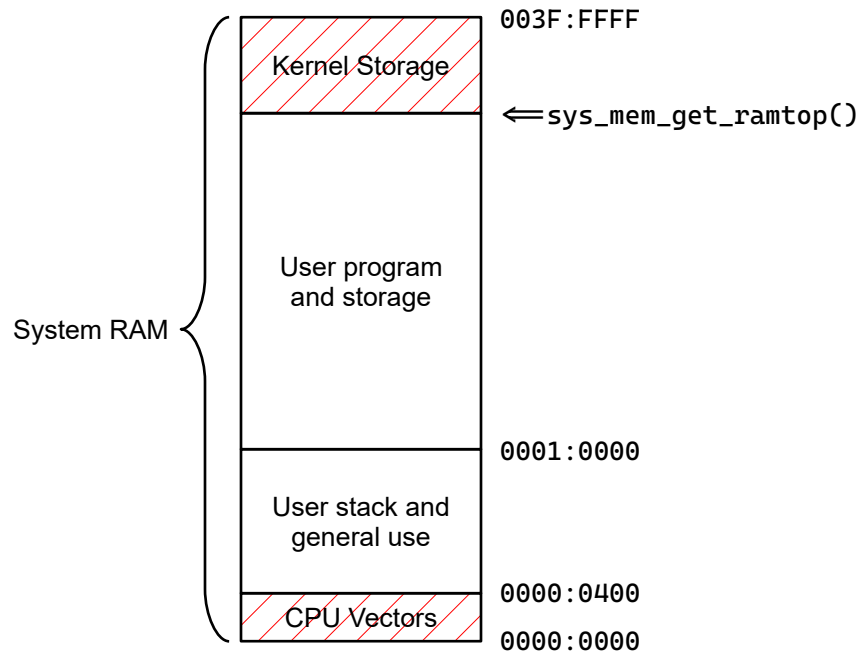 003F:FFFF
Kernel Storage
⟸sys_mem_get_ramtop()
User program
and storage
System RAM
0001:0000
User stack and
general use
0000:0400
CPU Vectors
0000:0000